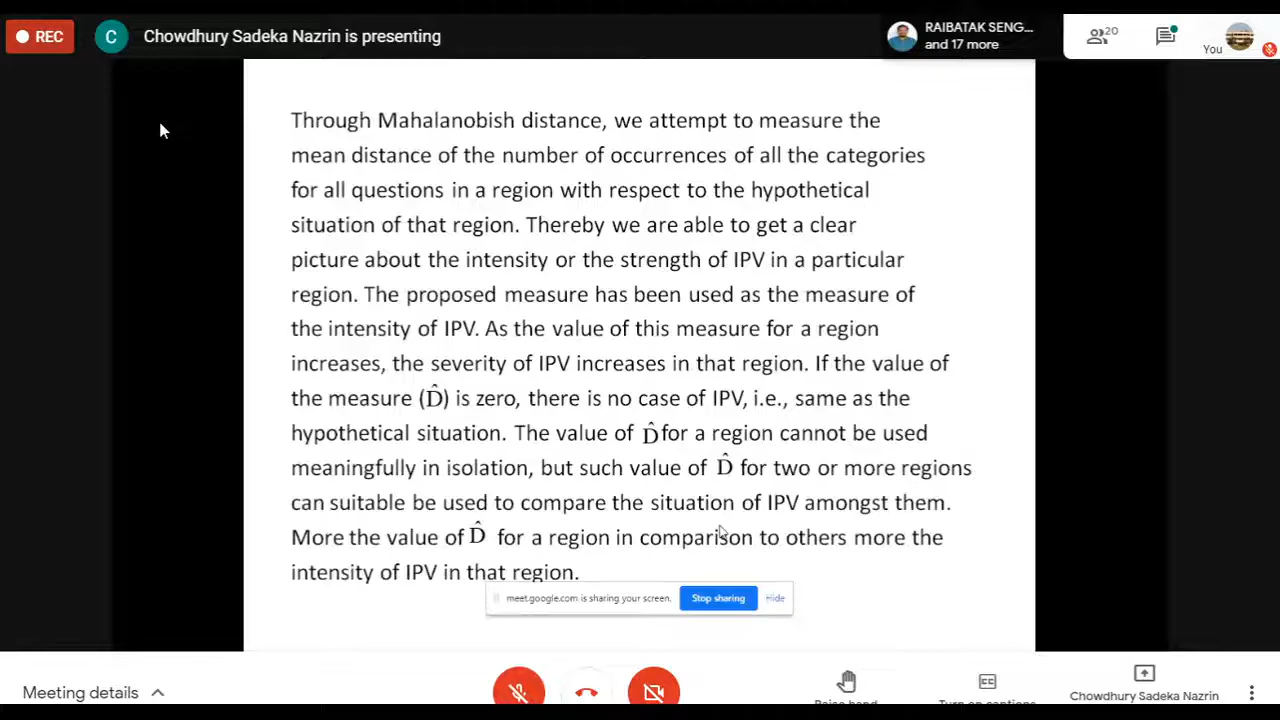 REC
C
Chowdhury Sadeka Nazrin is presenting
RAIBATAK SENG...
and 17 more
20
You
Through Mahalanobish distance, we attempt to measure the
mean distance of the number of occurrences of all the categories
for all questions in a region with respect to the hypothetical
situation of that region. Thereby we are able to get a clear
picture about the intensity or the strength of IPV in a particular
region. The proposed measure has been used as the measure of
the intensity of IPV. As the value of this measure for a region
increases, the severity of IPV increases in that region. If the value of
the measure (D̂) is zero, there is no case of IPV, i.e., same as the
hypothetical situation. The value of D̂ for a region cannot be used
meaningfully in isolation, but such value of D̂ for two or more regions
can suitable be used to compare the situation of IPV amongst them.
More the value of D̂ for a region in comparison to others more the
intensity of IPV in that region.
meet.google.com is sharing your screen.
Stop sharing
Hide
Meeting details
Raise hand
CC
Turn on captions
Chowdhury Sadeka Nazrin